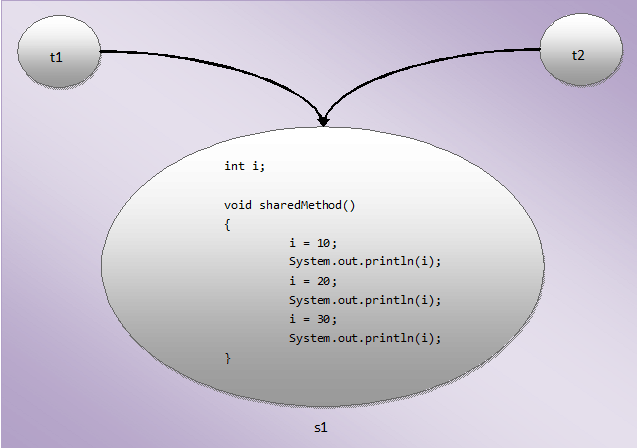 t1
t2
int i;
void sharedMethod()
{
i = 10;
System.out.println(i);
i = 20;
System.out.println(i);
i = 30;
System.out.println(i);
}
s1